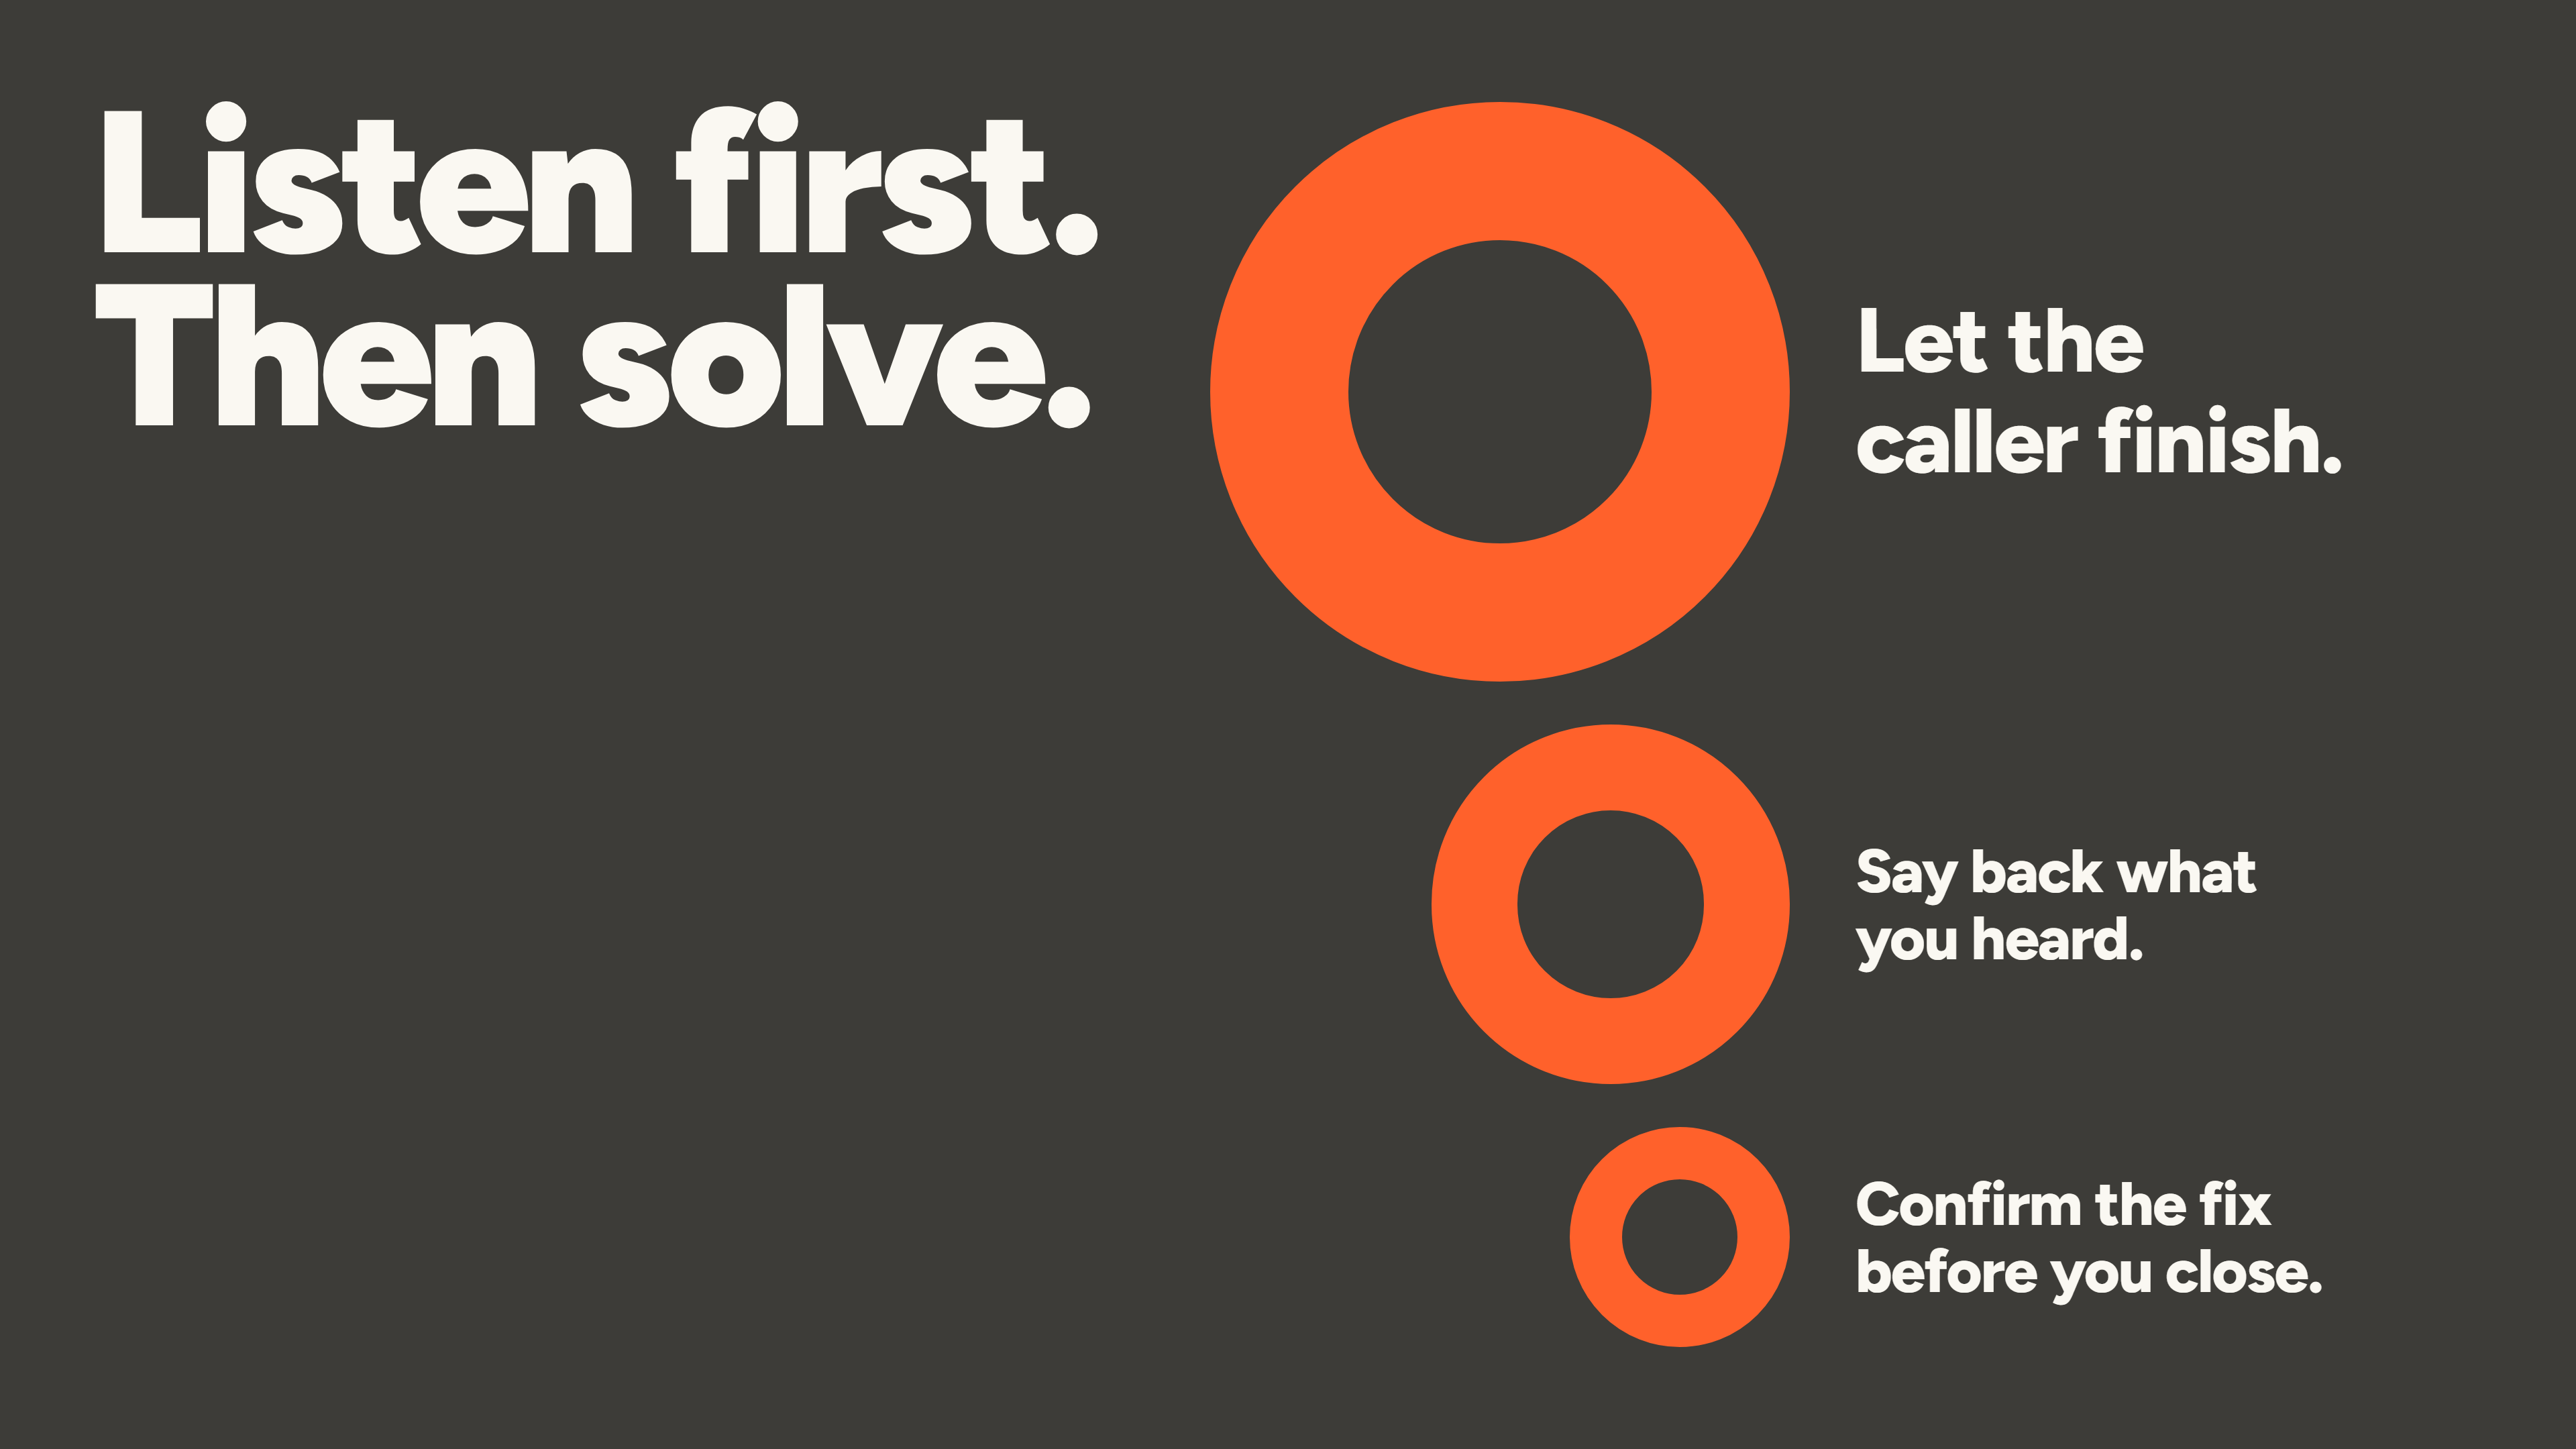 Listen first.
Then solve.
Let the
caller finish.
Say back what
you heard.
Confirm the fix
before you close.